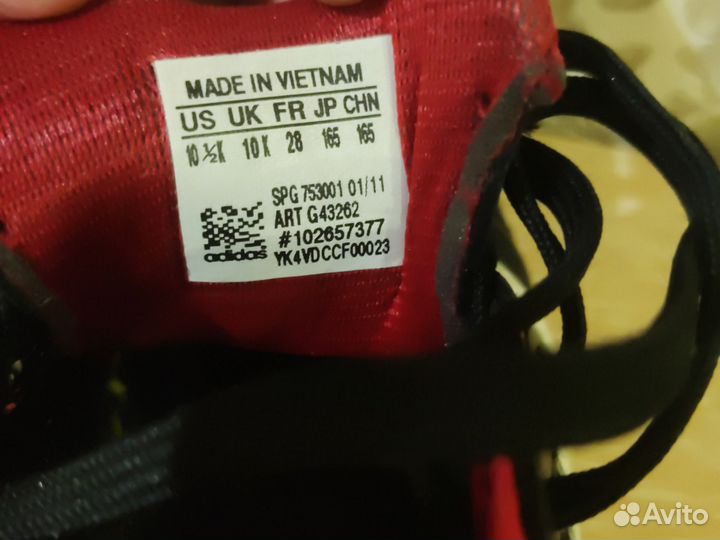 MADE IN VIETNAM
US UK FR JP CHN
10 ½K 10 K 28 165 165
SPG 753001 01/11
ART G43262
#102657377
adidas YK4VDCCF00023
Avito